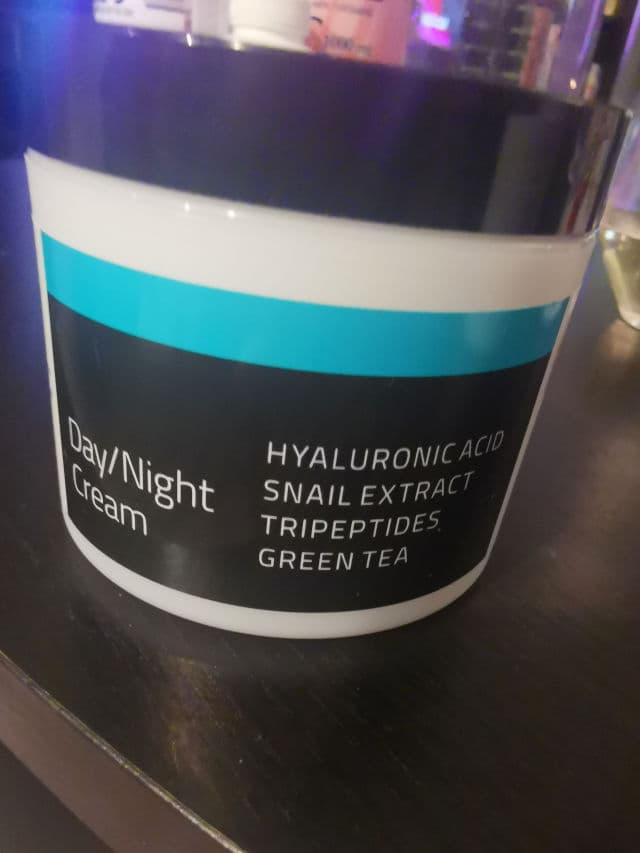 Day/Night
Cream
HYALURONIC ACID
SNAIL EXTRACT
TRIPEPTIDES
GREEN TEA